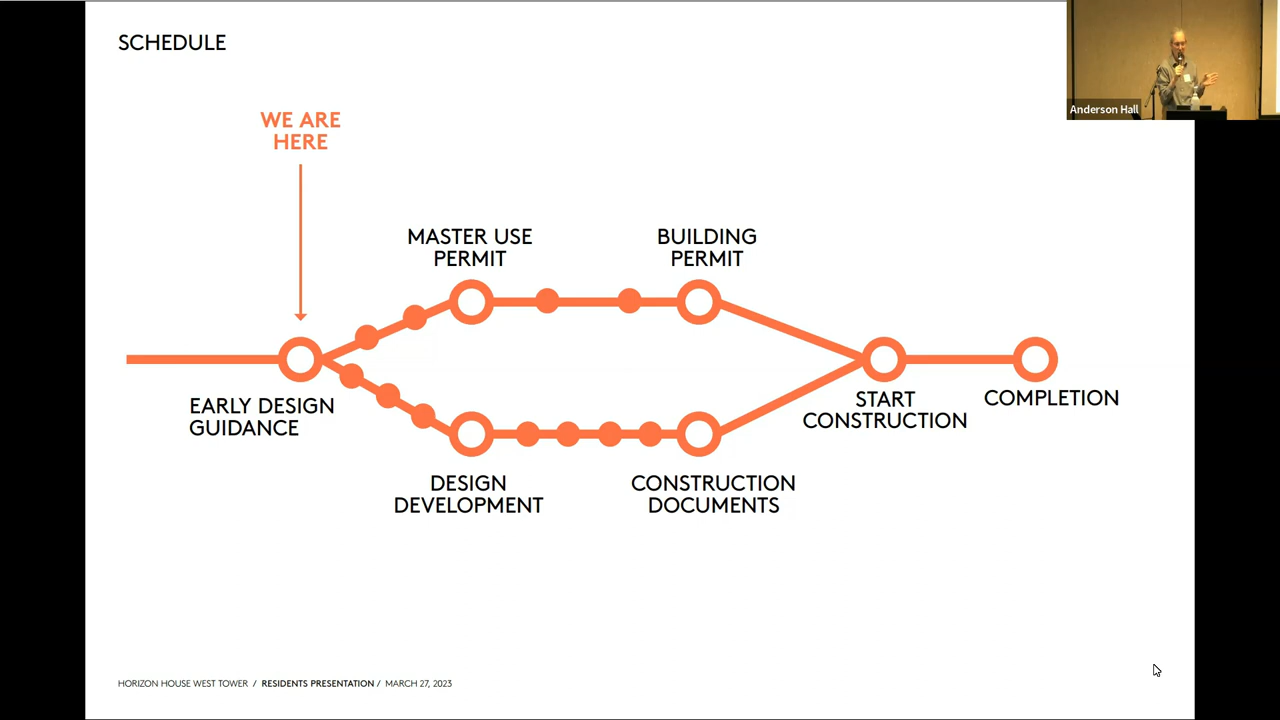 SCHEDULE
Anderson Hall
WE ARE
HERE
MASTER USE
PERMIT
BUILDING
PERMIT
EARLY DESIGN
GUIDANCE
START
CONSTRUCTION
COMPLETION
DESIGN
DEVELOPMENT
CONSTRUCTION
DOCUMENTS
HORIZON HOUSE WEST TOWER / RESIDENTS PRESENTATION / MARCH 27, 2023